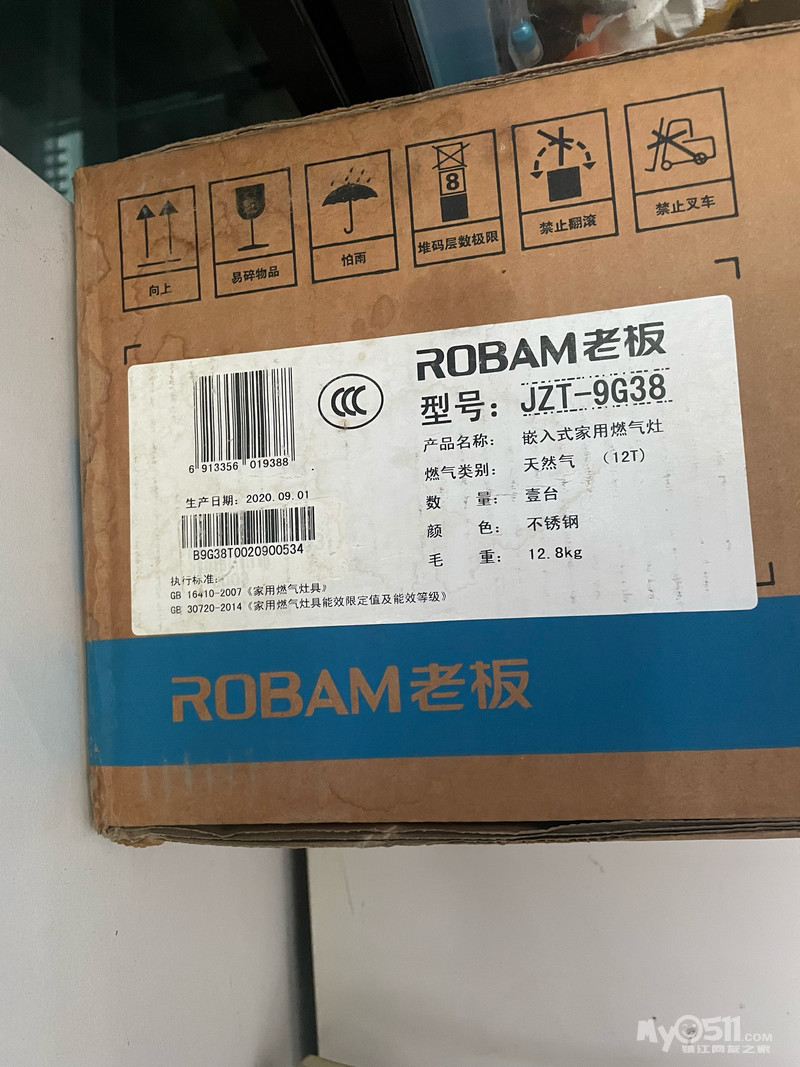 8
向上
易碎物品
怕雨
堆码层数极限
禁止翻滚
禁止叉车
ROBAM老板
型号: JZT-9G38
产品名称: 嵌入式家用燃气灶
燃气类别: 天然气 (12T)
数 量: 壹台
颜 色: 不锈钢
毛 重: 12.8kg
CCC
6 913356 019388
生产日期: 2020.09.01
B9G38T0020900534
执行标准:
GB 16410-2007《家用燃气灶具》
GB 30720-2014《家用燃气灶具能效限定值及能效等级》
ROBAM老板
My0511.COM
镇江网友之家